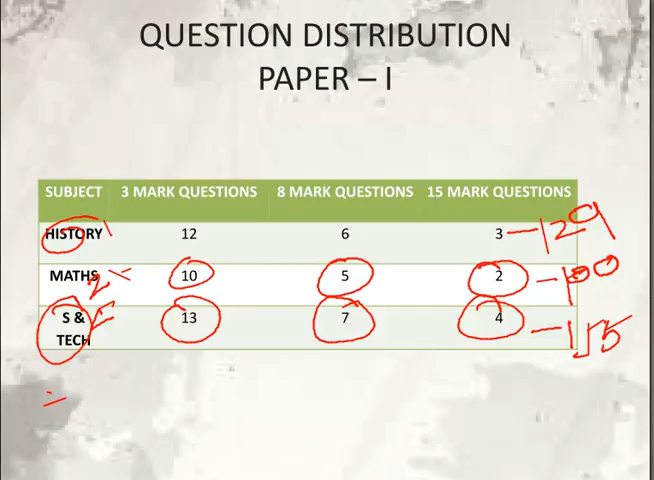 QUESTION DISTRIBUTION
PAPER – I
SUBJECT 3 MARK QUESTIONS 8 MARK QUESTIONS 15 MARK QUESTIONS
HISTORY 12 6 3 – 129
MATHS 10 5 2 – 100
S & TECH 13 7 4 – 155